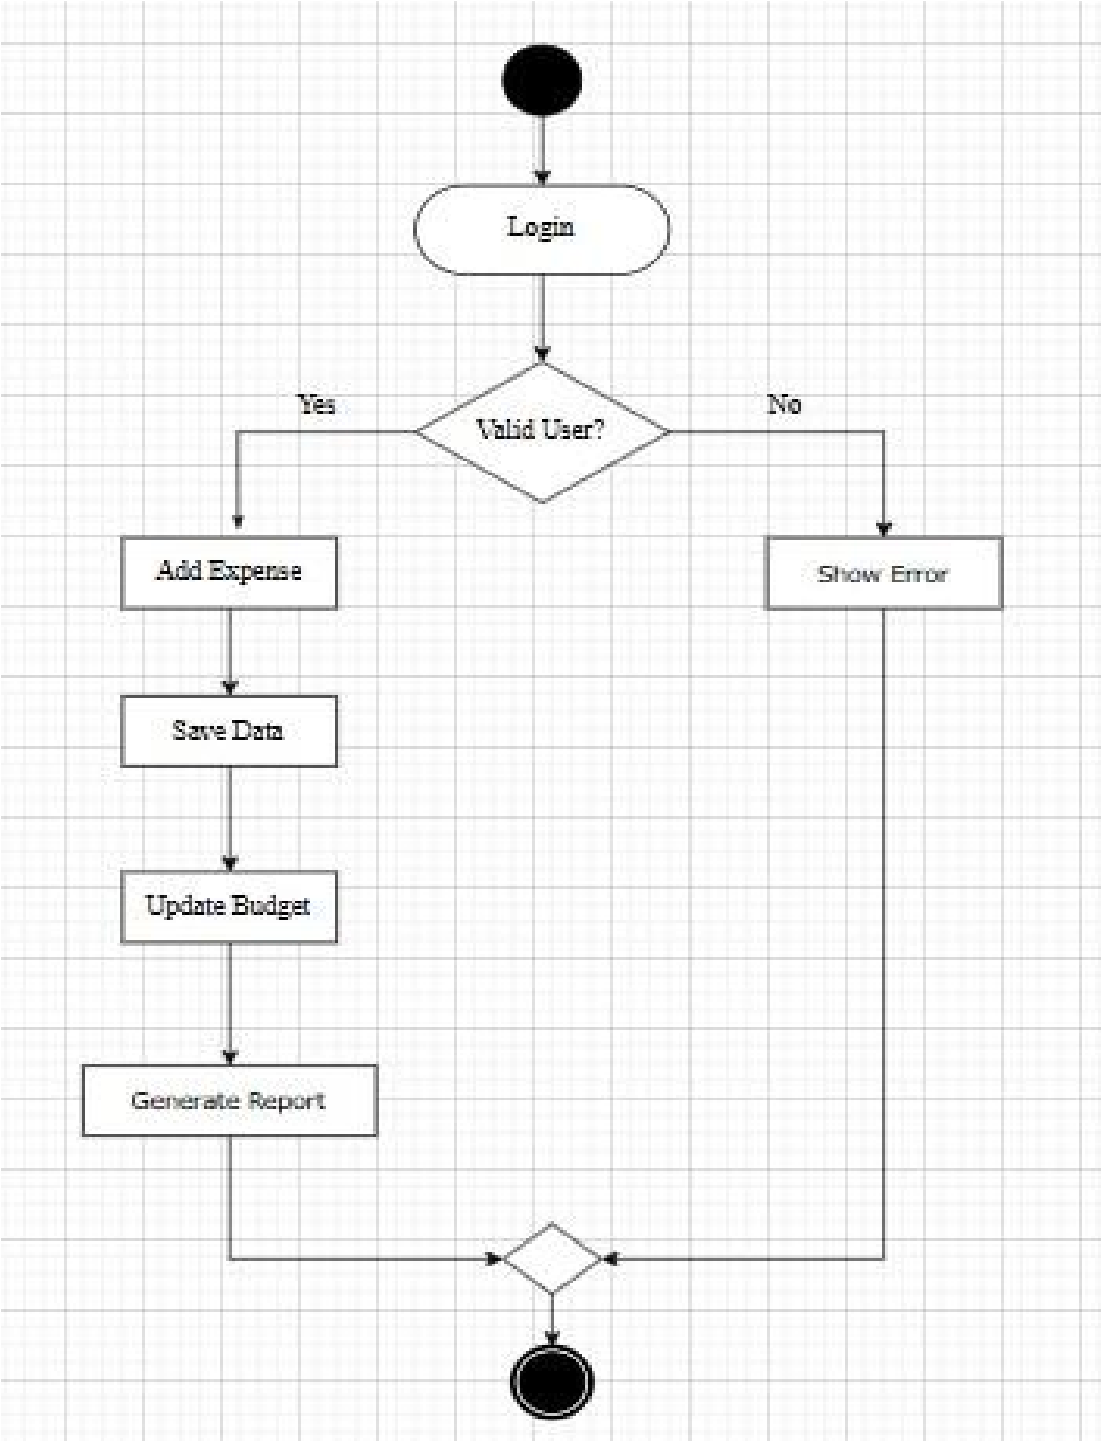 Login
Valid User?
Yes
No
Add Expense
Show Error
Save Data
Update Budget
Generate Report